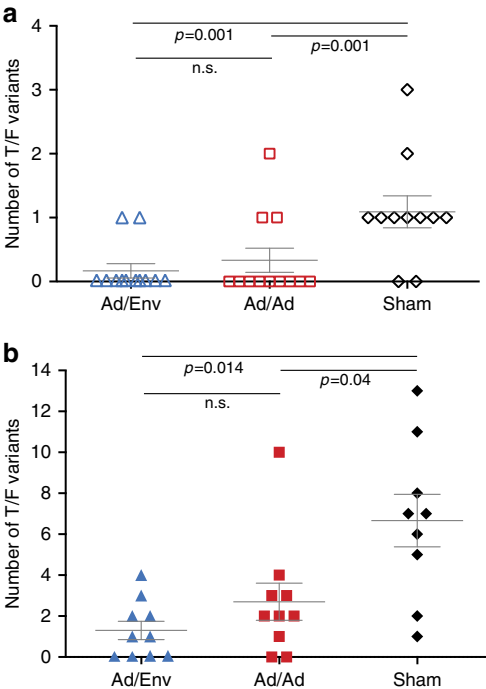 a
p=0.001
p=0.001
n.s.
Number of T/F variants
4
3
2
1
0
Ad/Env Ad/Ad Sham
b
p=0.014
p=0.04
n.s.
Number of T/F variants
14
12
10
8
6
4
2
0
Ad/Env Ad/Ad Sham